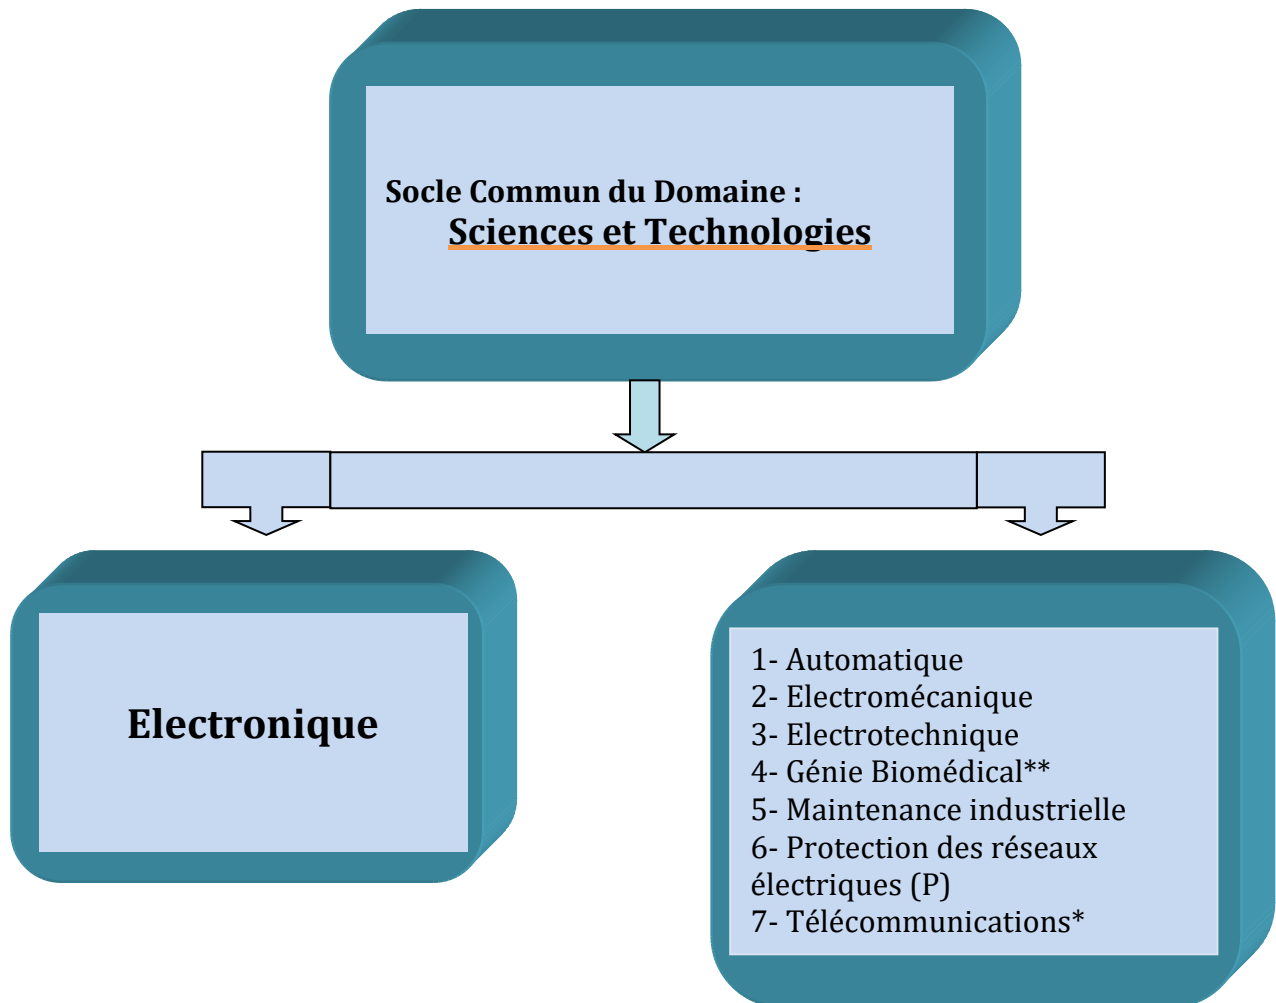 Socle Commun du Domaine :
Sciences et Technologies
Electronique
1- Automatique
2- Electromécanique
3- Electrotechnique
4- Génie Biomédical**
5- Maintenance industrielle
6- Protection des réseaux
électriques (P)
7- Télécommunications*